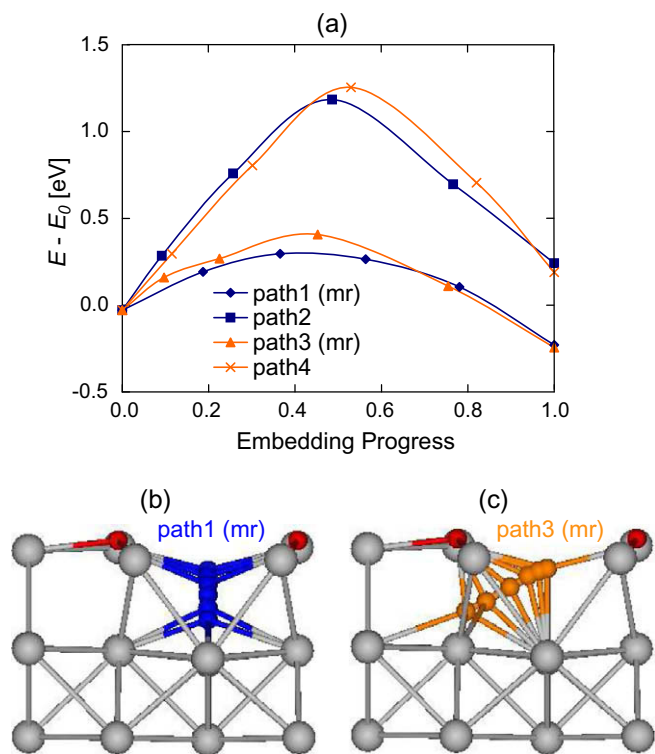 (a)
1.5
1.0
0.5
0.0
-0.5
E - E0 [eV]
path1 (mr)
path2
path3 (mr)
path4
0.0 0.2 0.4 0.6 0.8 1.0
Embedding Progress
(b)
path1 (mr)
(c)
path3 (mr)